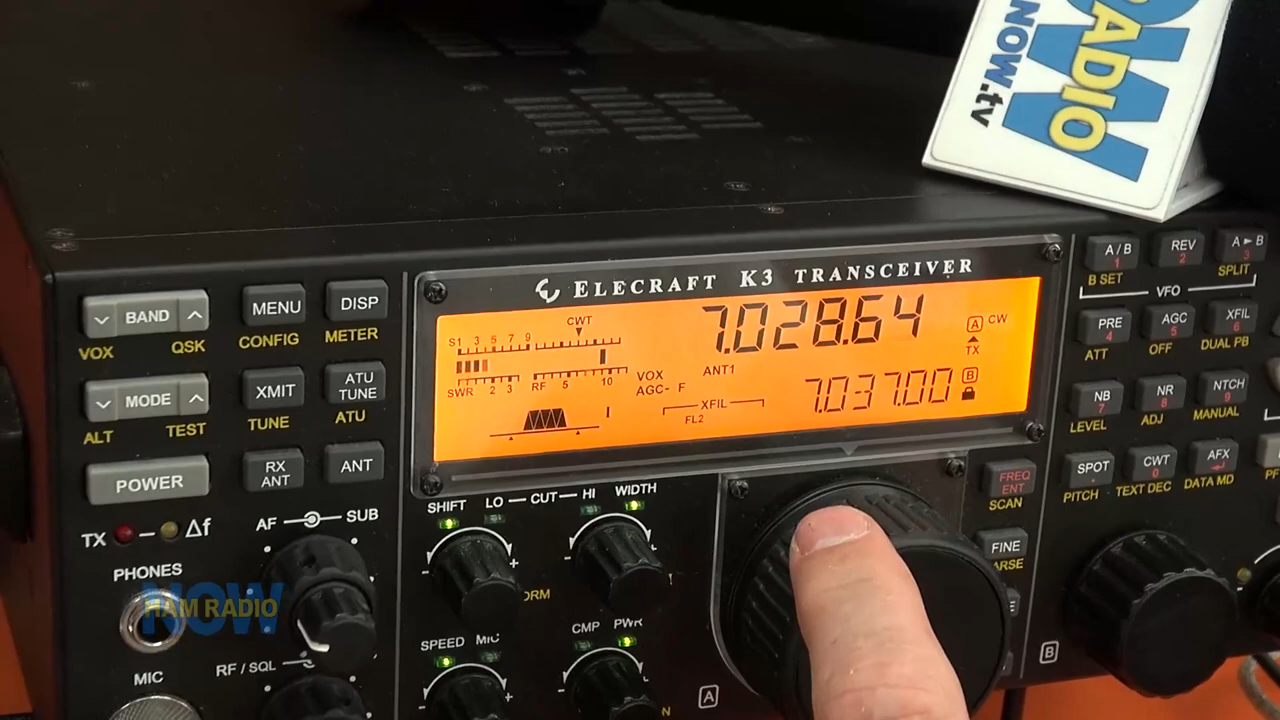 RADIO
NOW
NOW.tv
ELECRAFT K3 TRANSCEIVER
BAND
VOX QSK
MENU
CONFIG
DISP
METER
MODE
ALT TEST
XMIT
TUNE
ATU
TUNE
ATU
POWER
RX
ANT
ANT
TX Δf
PHONES
HAM RADIO
NOW
AF SUB
RF / SQL
MIC
CWT
S1 3 5 7 9
SWR 2 3 RF 5 10
VOX
AGC- F
ANT1
XFIL
FL2
7.028.64
A CW
TX
7.037.00
B
SHIFT LO CUT HI WIDTH
ORM
SPEED MIC CMP PWR
- +
A
N
A / B
1
B SET
REV
2
A ► B
3
SPLIT
VFO
PRE
4
ATT
AGC
5
OFF
XFIL
6
DUAL PB
NB
7
LEVEL
NR
8
ADJ
NTCH
9
MANUAL
SPOT
PITCH
CWT
0
TEXT DEC
AFX
DATA MD
PF
FREQ
ENT
SCAN
FINE
ARSE
B